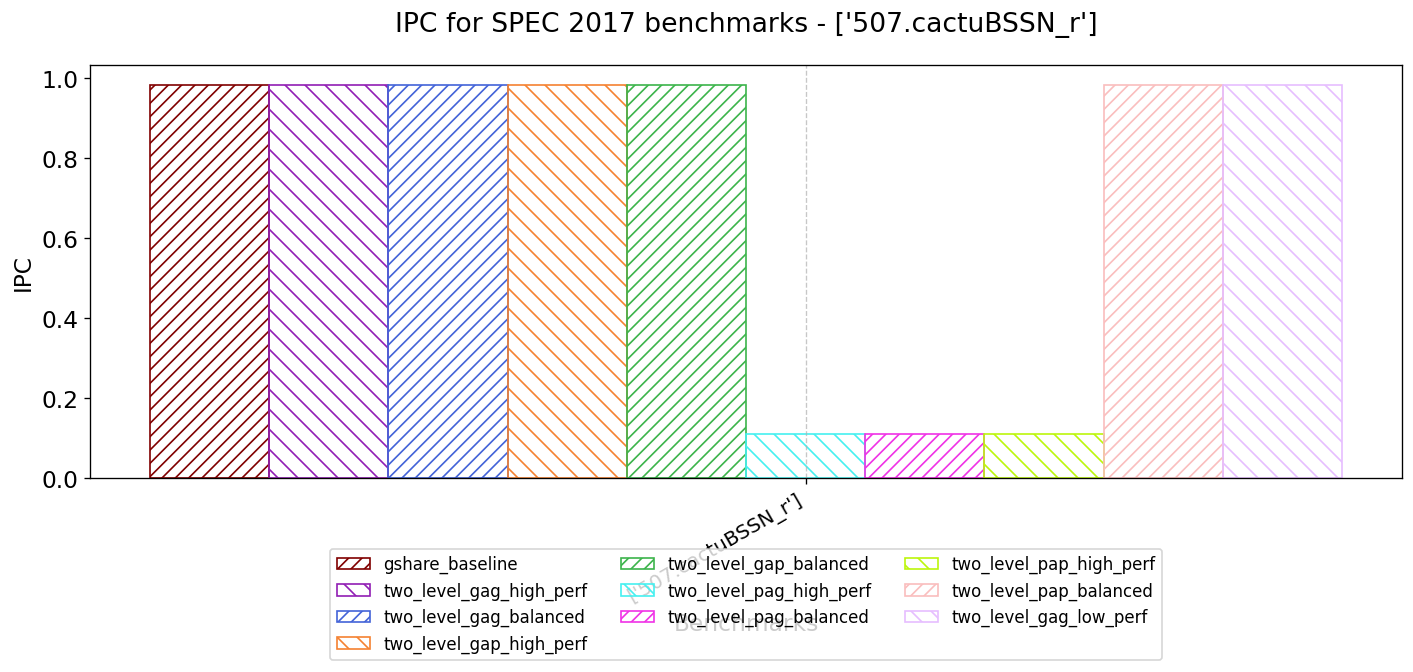 IPC for SPEC 2017 benchmarks - ['507.cactuBSSN_r']
1.0
0.8
0.6
0.4
0.2
0.0
IPC
['507.cactuBSSN_r']
Benchmarks
gshare_baseline
two_level_gag_high_perf
two_level_gag_balanced
two_level_gap_high_perf
two_level_gap_balanced
two_level_pag_high_perf
two_level_pag_balanced
two_level_pap_high_perf
two_level_pap_balanced
two_level_gag_low_perf